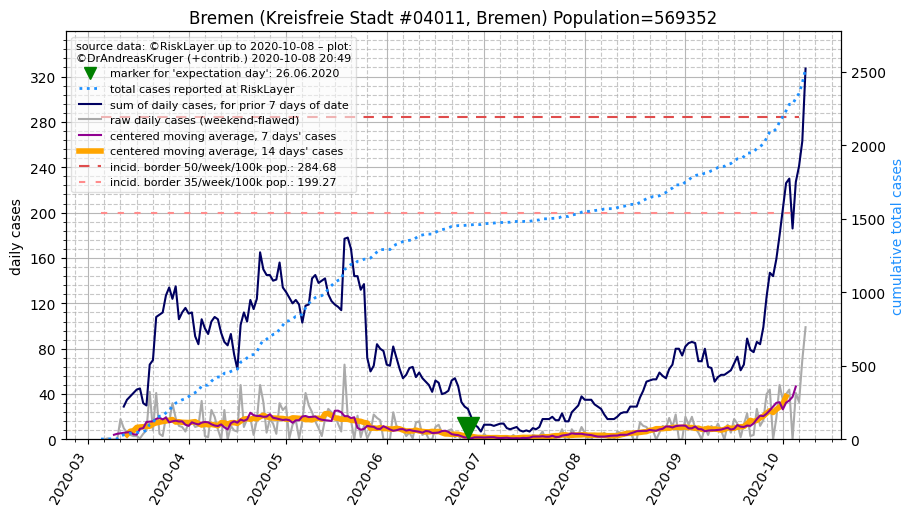 Bremen (Kreisfreie Stadt #04011, Bremen) Population=569352
source data: ©RiskLayer up to 2020-10-08 – plot:
©DrAndreasKruger (+contrib.) 2020-10-08 20:49
marker for 'expectation day': 26.06.2020
total cases reported at RiskLayer
sum of daily cases, for prior 7 days of date
raw daily cases (weekend-flawed)
centered moving average, 7 days' cases
centered moving average, 14 days' cases
incid. border 50/week/100k pop.: 284.68
incid. border 35/week/100k pop.: 199.27
daily cases
320
280
240
200
160
120
80
40
0
cumulative total cases
2500
2000
1500
1000
500
0
2020-03
2020-04
2020-05
2020-06
2020-07
2020-08
2020-09
2020-10